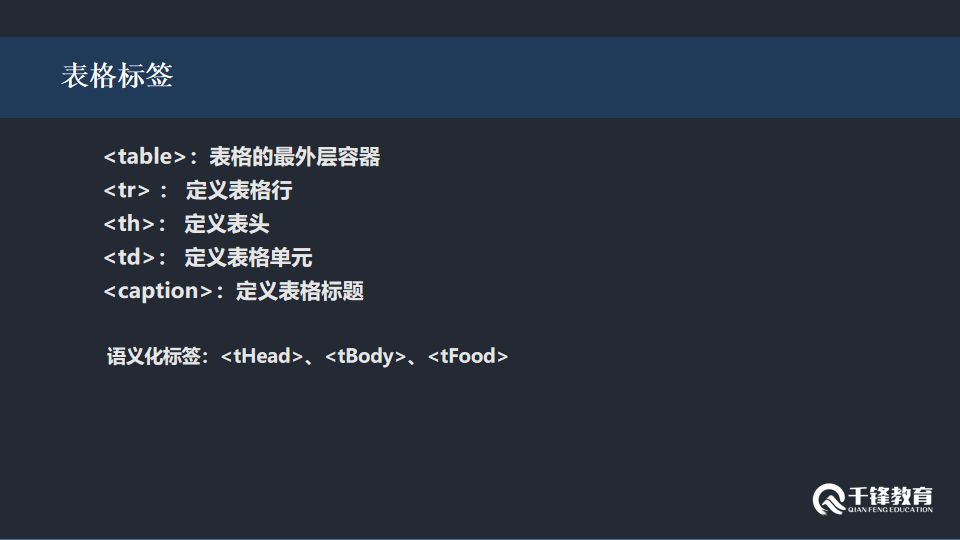 表格标签
<table>：表格的最外层容器
<tr> ： 定义表格行
<th>： 定义表头
<td>： 定义表格单元
<caption>：定义表格标题
语义化标签：<tHead>、<tBody>、<tFood>
千锋教育
QIAN FENG EDUCATION